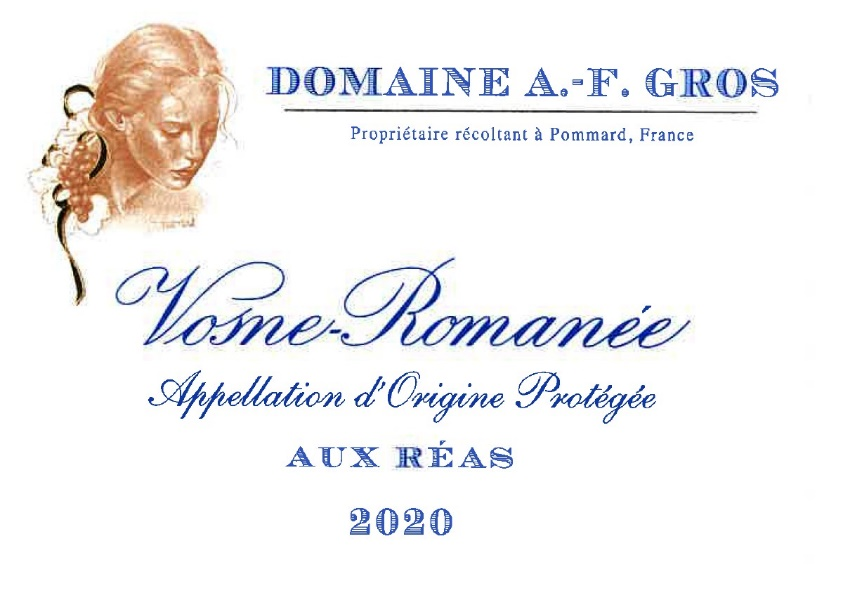 DOMAINE A.-F. GROS
Propriétaire récoltant à Pommard, France
Vosne-Romanée
Appellation d'Origine Protégée
AUX RÉAS
2020